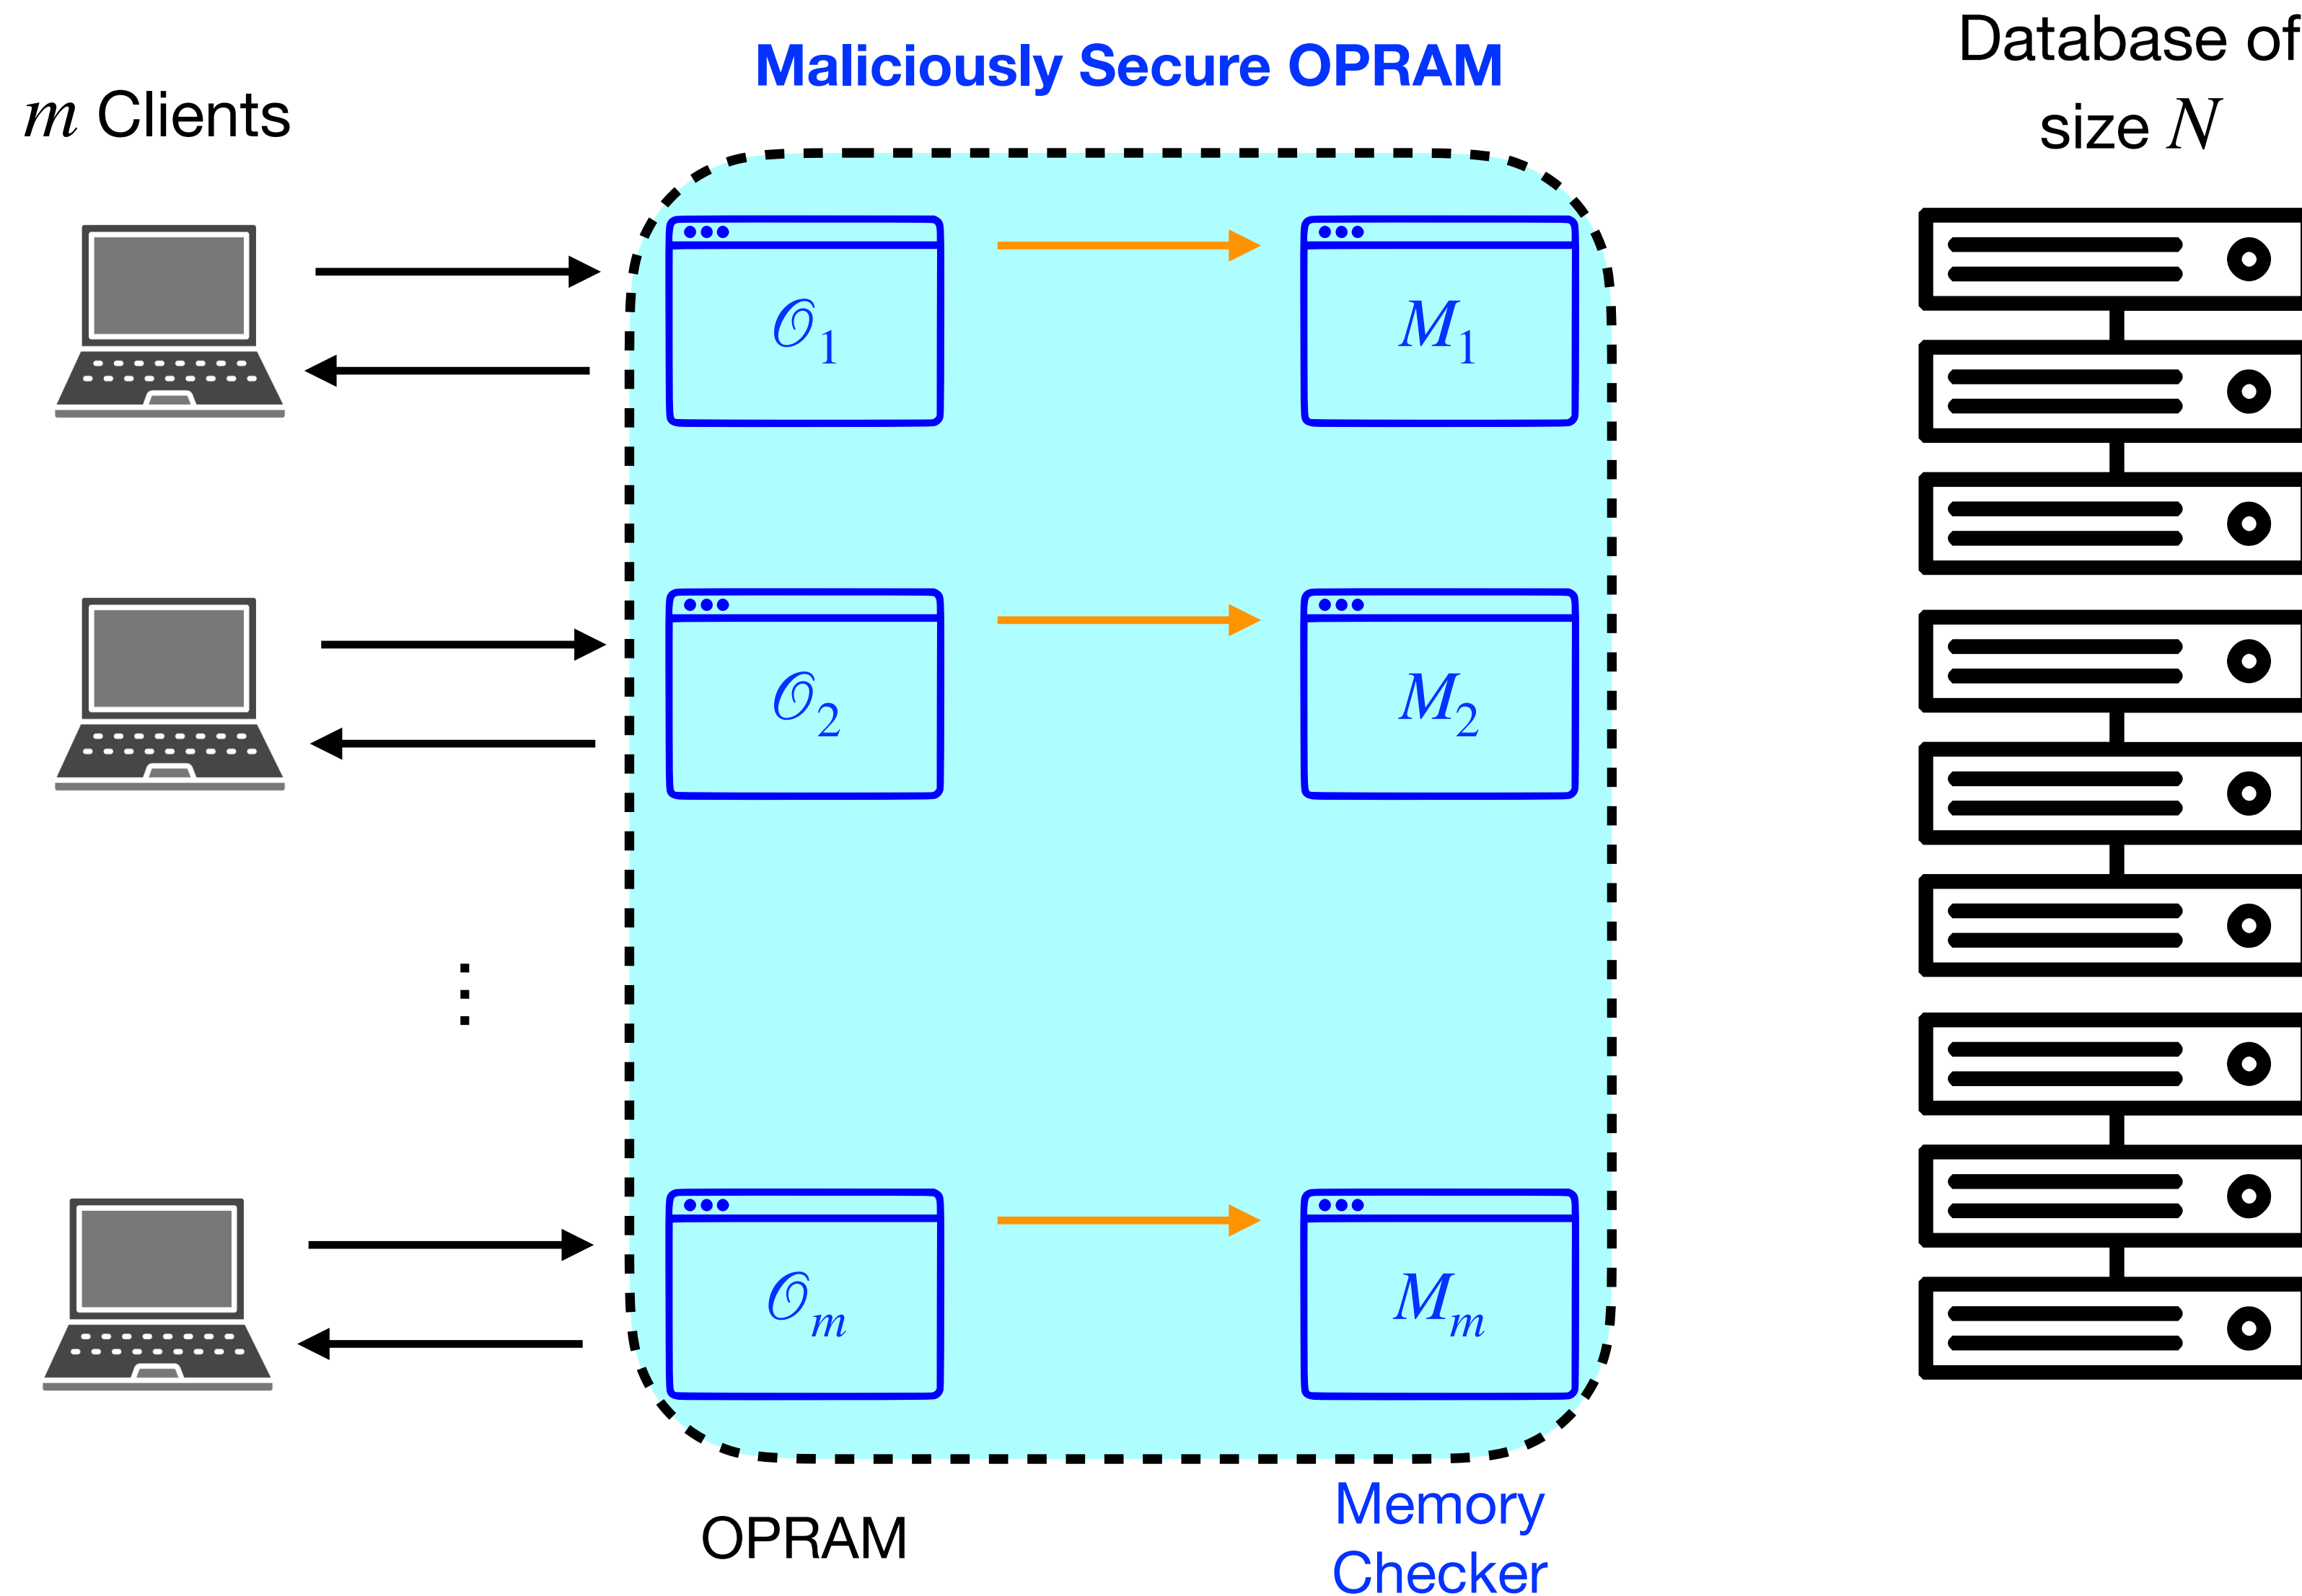 Maliciously Secure OPRAM
Database of
size N
m Clients
𝒪1
M1
𝒪2
M2
⋮
𝒪m
Mm
OPRAM
Memory
Checker